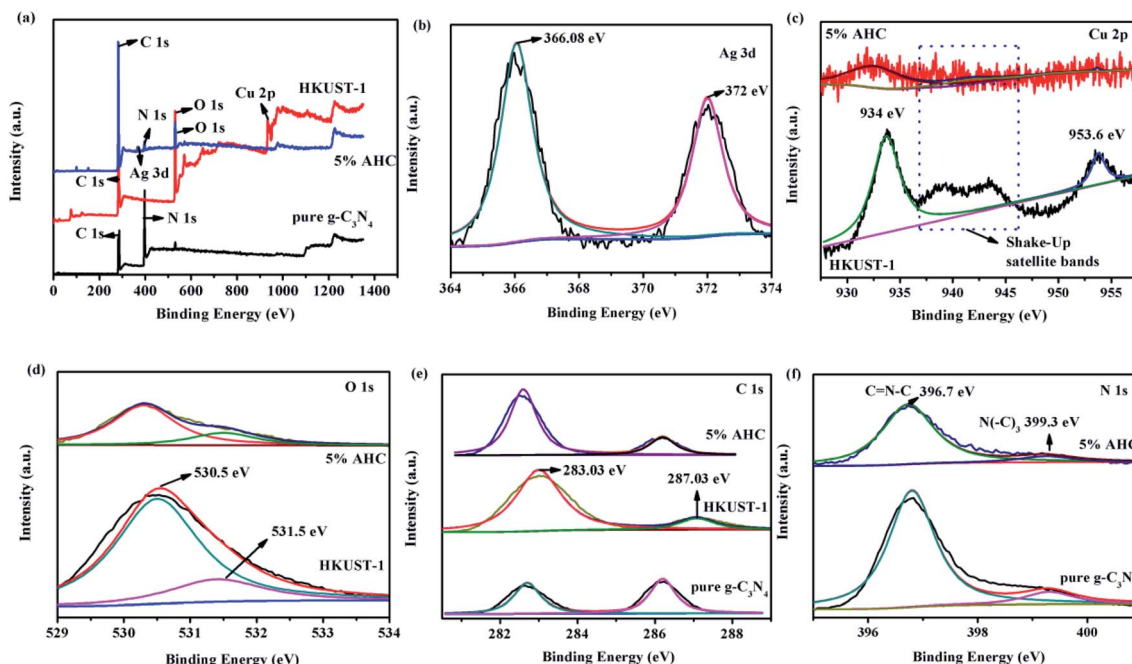 (a)
C 1s
HKUST-1
Cu 2p
O 1s
N 1s
O 1s
5% AHC
C 1s
Ag 3d
N 1s
pure g-C₃N₄
C 1s
Intensity (a.u.)
0 200 400 600 800 1000 1200 1400
Binding Energy (eV)
(b)
366.08 eV
Ag 3d
372 eV
Intensity (a.u.)
364 366 368 370 372 374
Binding Energy (eV)
(c)
5% AHC
Cu 2p
934 eV
953.6 eV
Shake-Up
satellite bands
HKUST-1
Intensity (a.u.)
930 935 940 945 950 955
Binding Energy (eV)
(d)
O 1s
5% AHC
530.5 eV
531.5 eV
HKUST-1
Intensity (a.u.)
529 530 531 532 533 534
Binding Energy (eV)
(e)
C 1s
5% AHC
283.03 eV
287.03 eV
HKUST-1
pure g-C₃N₄
Intensity (a.u.)
282 284 286 288
Binding Energy (eV)
(f)
N 1s
C=N-C
396.7 eV
N(-C)₃ 399.3 eV
5% AHC
pure g-C₃N₄
Intensity (a.u.)
396 398 400
Binding Energy (eV)